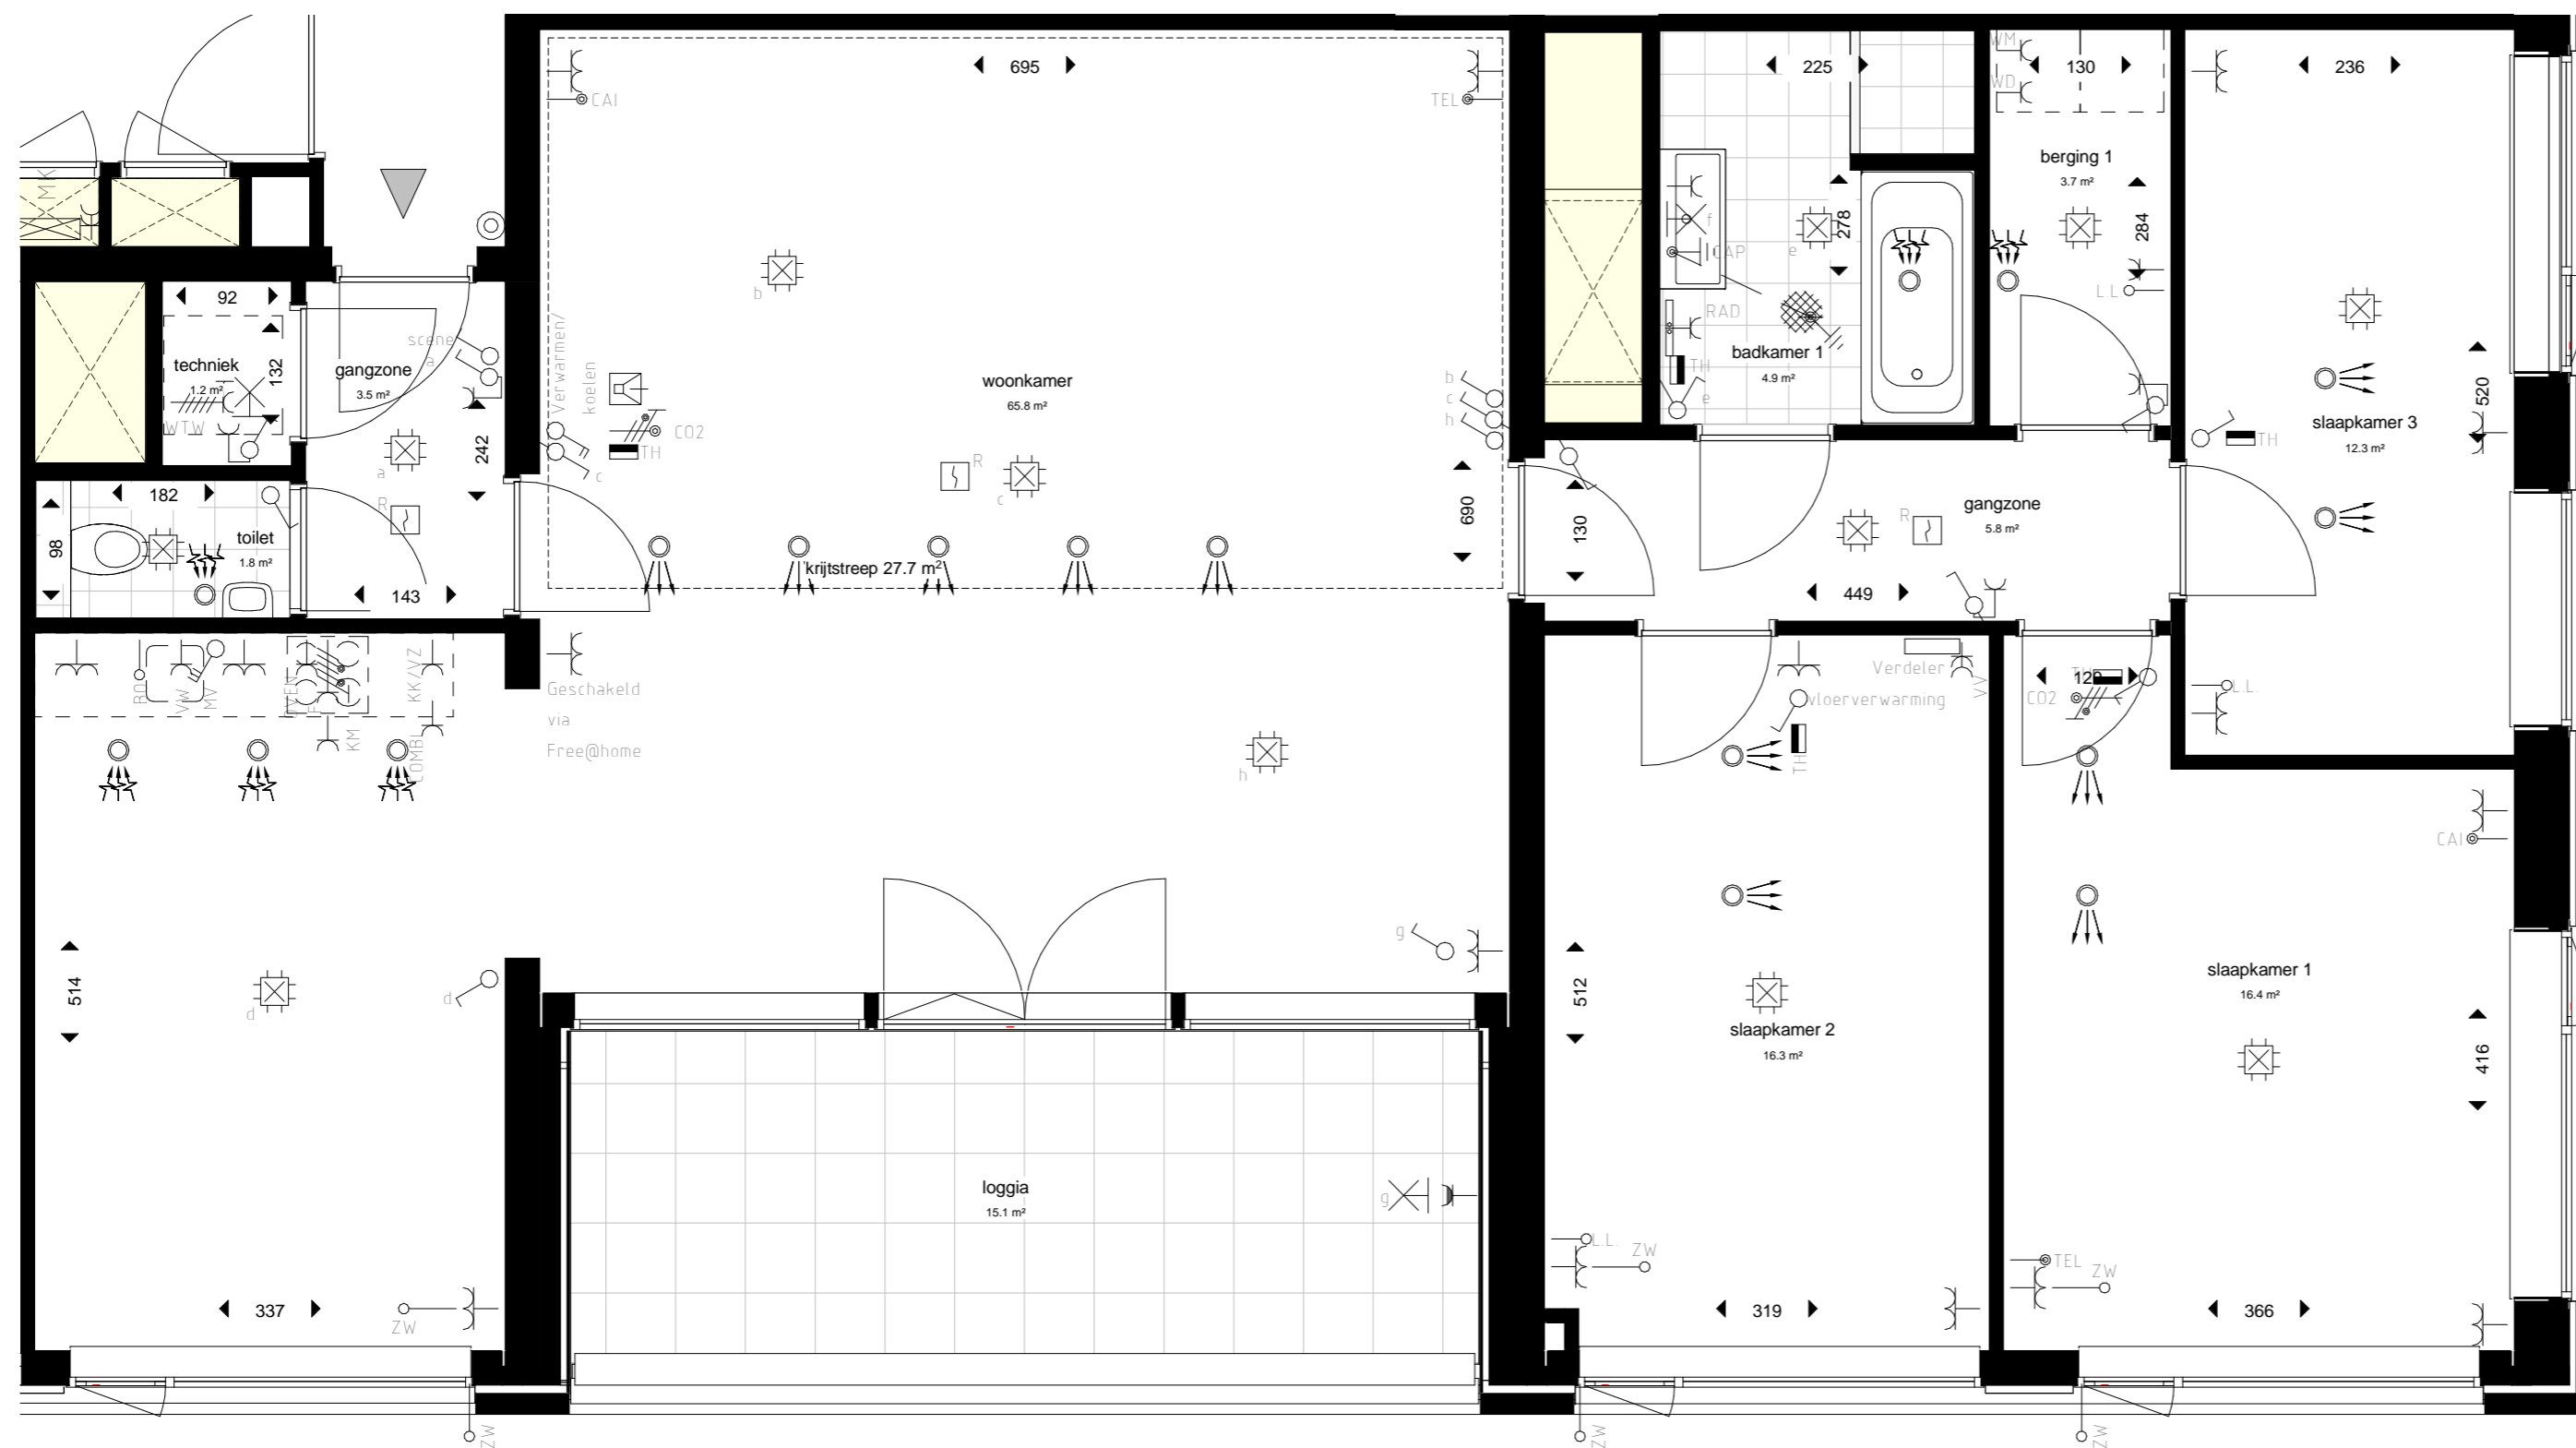 695
225
130
236
CAI
TEL
WM
WD
MK
berging 1
3.7 m²
284
278
f
CAP
e
b
92
132
techniek
1.2 m²
WTW
scene
a
gangzone
3.5 m²
242
a
R
Verwarmen/
koelen
CO2
TH
c
woonkamer
65.8 m²
R
c
b
c
h
690
RAD
TH
e
badkamer 1
4.9 m²
L.L.
slaapkamer 3
12.3 m²
520
TH
182
98
toilet
1.8 m²
143
krijtstreep 27.7 m²
130
449
R
gangzone
5.8 m²
VW
MV
KK/VZ
KM
Geschakeld
via
Free@home
h
Verdeler
vloerverwarming
VV
TH
CO2
L.L.
CAI
514
d
d
g
512
slaapkamer 2
16.3 m²
slaapkamer 1
16.4 m²
416
loggia
15.1 m²
g
L.L.
ZW
TEL
ZW
337
ZW
319
366
ZW
ZW
ZW